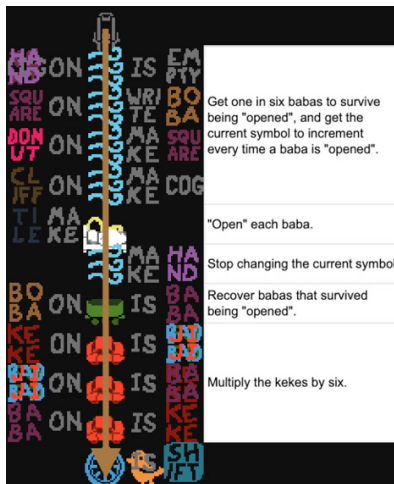 HAND ON IS EMPTY
SQUARE ON WRITE BOBA
DONUT ON MAKE SQUARE
CLIFF ON MAKE COG
TILE MAKE
MAKE HAND
BOBA ON IS BABA
KEKE ON IS
ON IS
BABA ON IS KEKE
IS SHIFT
Get one in six babas to survive
being "opened", and get the
current symbol to increment
every time a baba is "opened".
"Open" each baba.
Stop changing the current symbol
Recover babas that survived
being "opened".
Multiply the kekes by six.